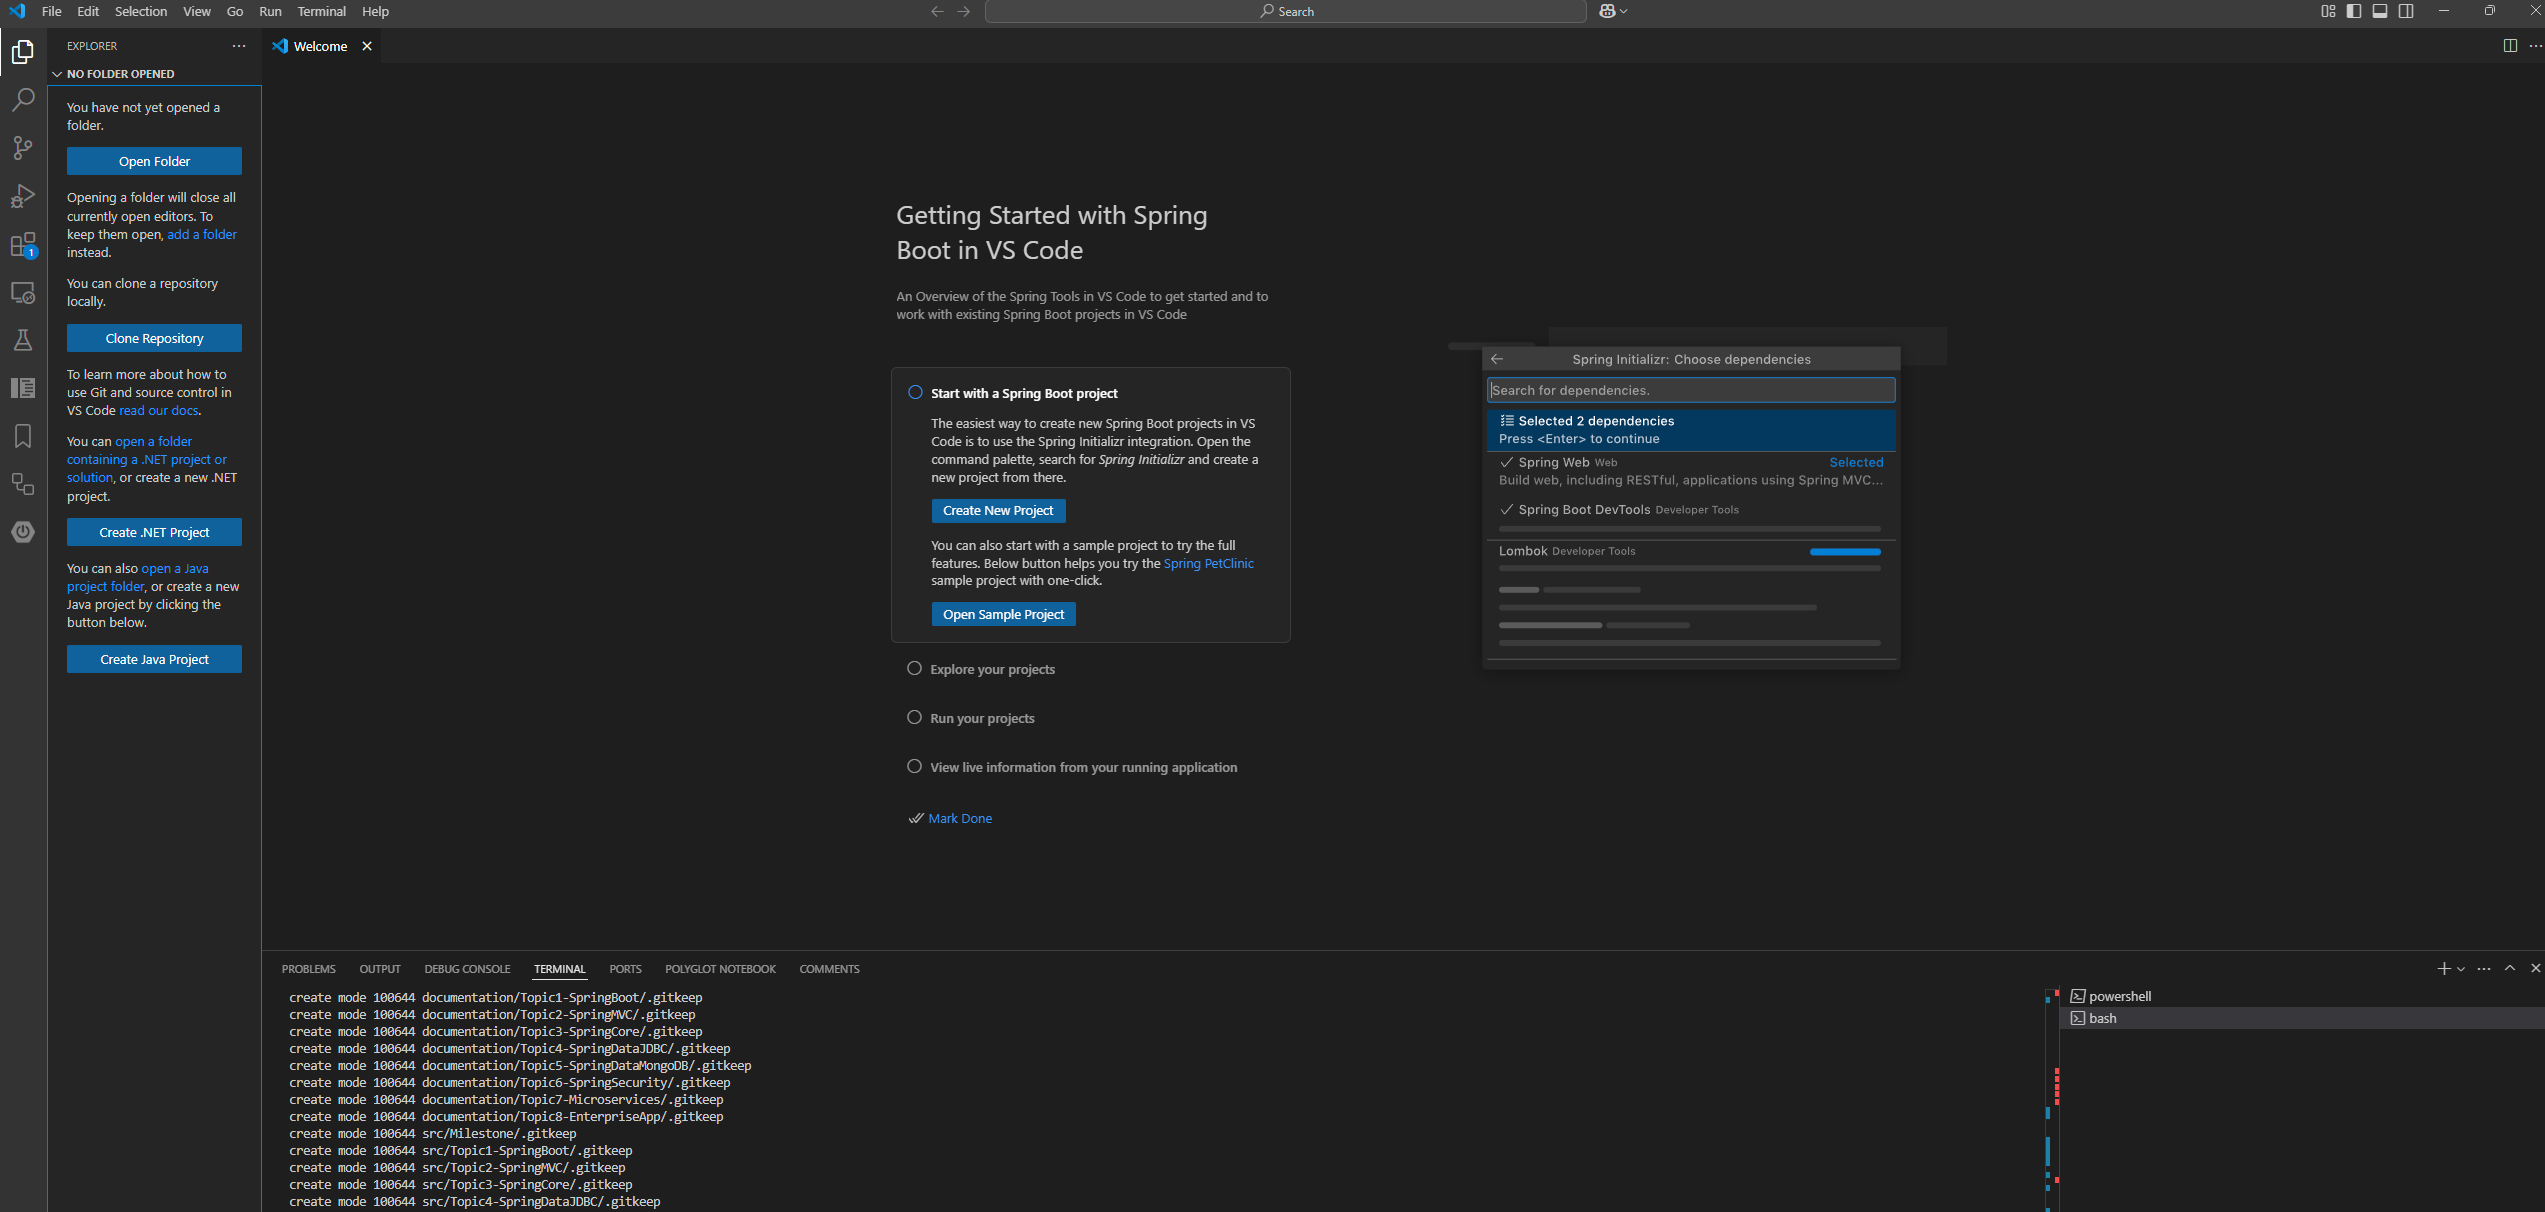 File Edit Selection View Go Run Terminal Help
Search
EXPLORER
NO FOLDER OPENED
You have not yet opened a
folder.
Open Folder
Opening a folder will close all
currently open editors. To
keep them open, add a folder
instead.
You can clone a repository
locally.
Clone Repository
To learn more about how to
use Git and source control in
VS Code read our docs.
You can open a folder
containing a .NET project or
solution, or create a new .NET
project.
Create .NET Project
You can also open a Java
project folder, or create a new
Java project by clicking the
button below.
Create Java Project
1
Welcome
Getting Started with Spring
Boot in VS Code
An Overview of the Spring Tools in VS Code to get started and to
work with existing Spring Boot projects in VS Code
Start with a Spring Boot project
The easiest way to create new Spring Boot projects in VS
Code is to use the Spring Initializr integration. Open the
command palette, search for Spring Initializr and create a
new project from there.
Create New Project
You can also start with a sample project to try the full
features. Below button helps you try the Spring PetClinic
sample project with one-click.
Open Sample Project
Explore your projects
Run your projects
View live information from your running application
Mark Done
Spring Initializr: Choose dependencies
Search for dependencies.
Selected 2 dependencies
Press <Enter> to continue
Spring Web Web Selected
Build web, including RESTful, applications using Spring MVC...
Spring Boot DevTools Developer Tools
Lombok Developer Tools
PROBLEMS OUTPUT DEBUG CONSOLE TERMINAL PORTS POLYGLOT NOTEBOOK COMMENTS
create mode 100644 documentation/Topic1-SpringBoot/.gitkeep
create mode 100644 documentation/Topic2-SpringMVC/.gitkeep
create mode 100644 documentation/Topic3-SpringCore/.gitkeep
create mode 100644 documentation/Topic4-SpringDataJDBC/.gitkeep
create mode 100644 documentation/Topic5-SpringDataMongoDB/.gitkeep
create mode 100644 documentation/Topic6-SpringSecurity/.gitkeep
create mode 100644 documentation/Topic7-Microservices/.gitkeep
create mode 100644 documentation/Topic8-EnterpriseApp/.gitkeep
create mode 100644 src/Milestone/.gitkeep
create mode 100644 src/Topic1-SpringBoot/.gitkeep
create mode 100644 src/Topic2-SpringMVC/.gitkeep
create mode 100644 src/Topic3-SpringCore/.gitkeep
create mode 100644 src/Topic4-SpringDataJDBC/.gitkeep
powershell
bash